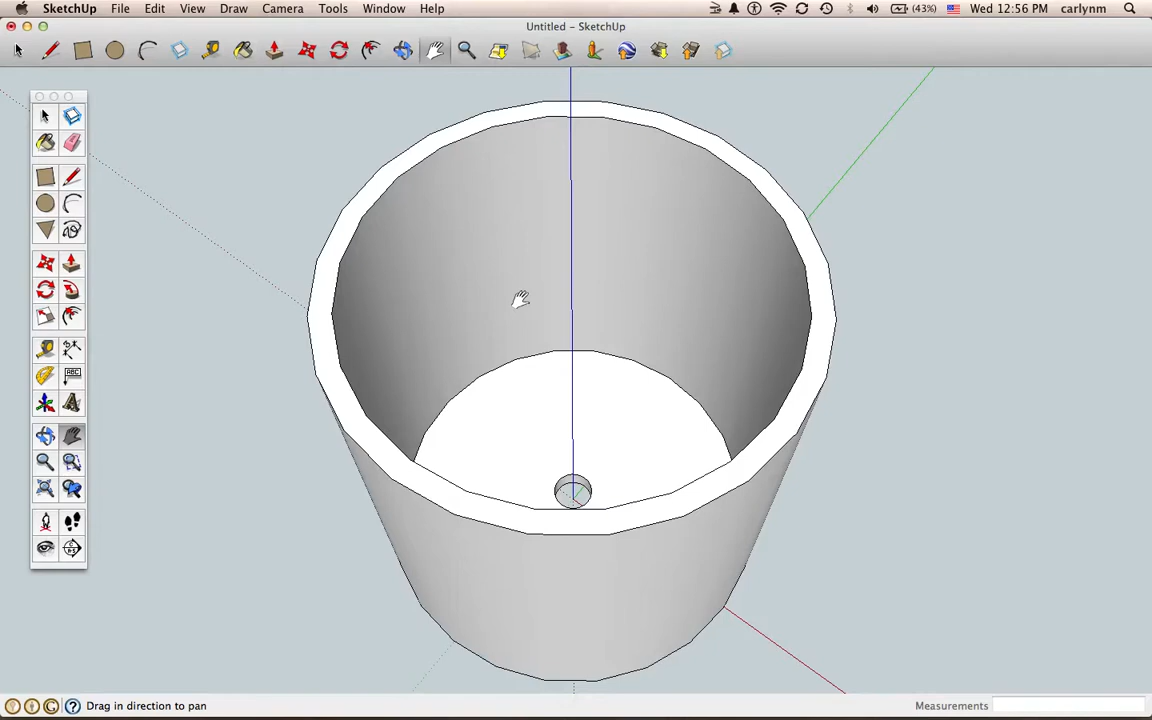 SketchUp File Edit View Draw Camera Tools Window Help (43%) Wed 12:56 PM carlynm
Untitled – SketchUp
ABC
A
Drag in direction to pan Measurements